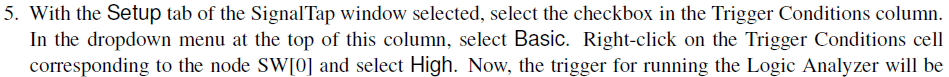 5. With the Setup tab of the SignalTap window selected, select the checkbox in the Trigger Conditions column.
In the dropdown menu at the top of this column, select Basic. Right-click on the Trigger Conditions cell
corresponding to the node SW[0] and select High. Now, the trigger for running the Logic Analyzer will be